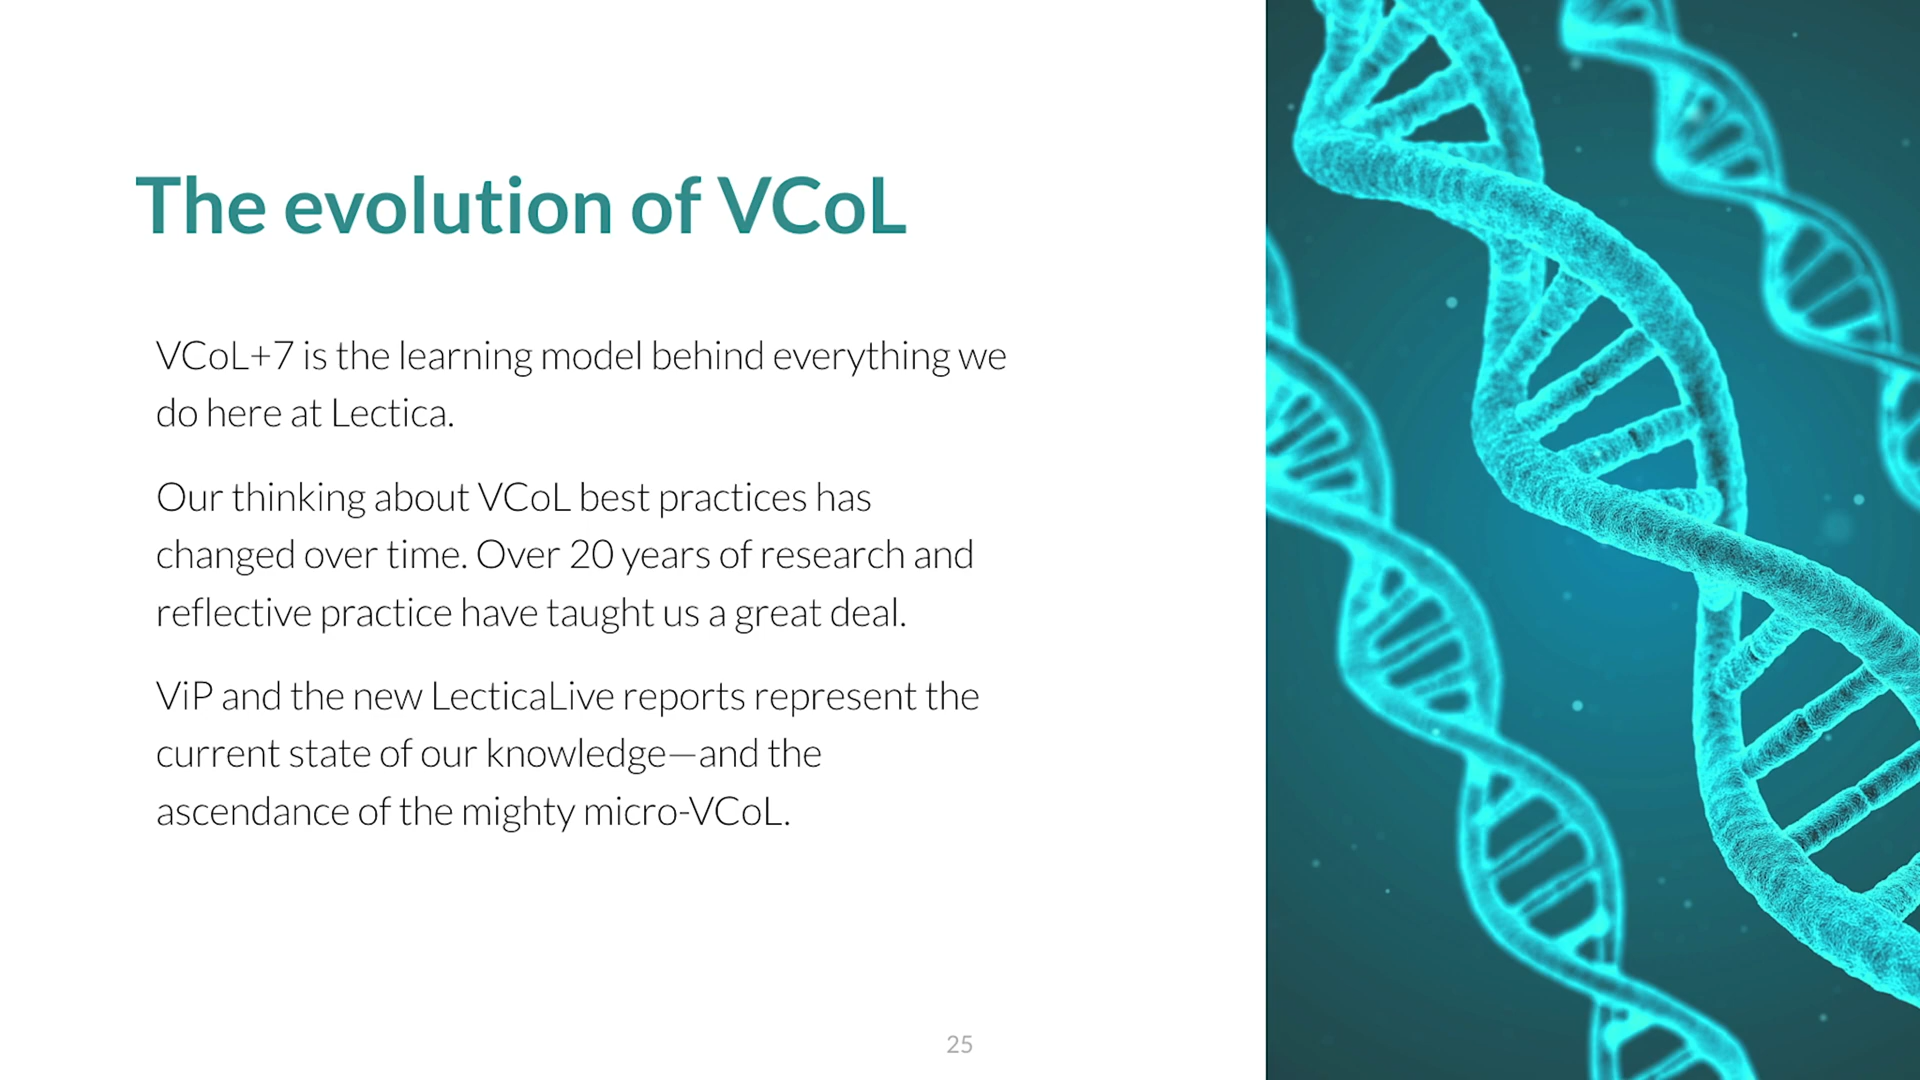 The evolution of VCoL
VCoL+7 is the learning model behind everything we
do here at Lectica.
Our thinking about VCoL best practices has
changed over time. Over 20 years of research and
reflective practice have taught us a great deal.
ViP and the new LecticaLive reports represent the
current state of our knowledge—and the
ascendance of the mighty micro-VCoL.
25